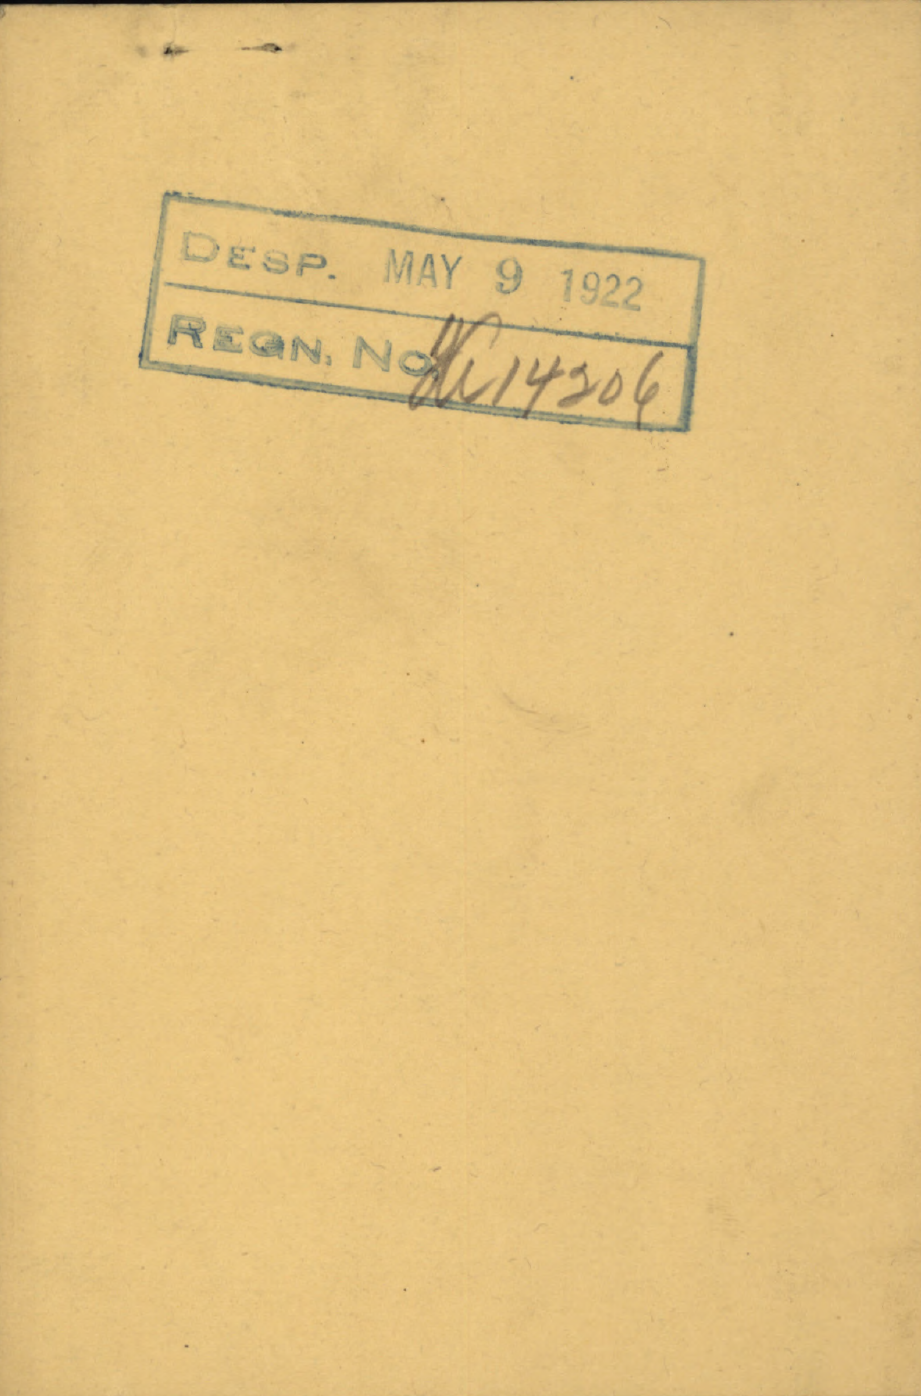 DESP. MAY 9 1922
REGN. No. 14206